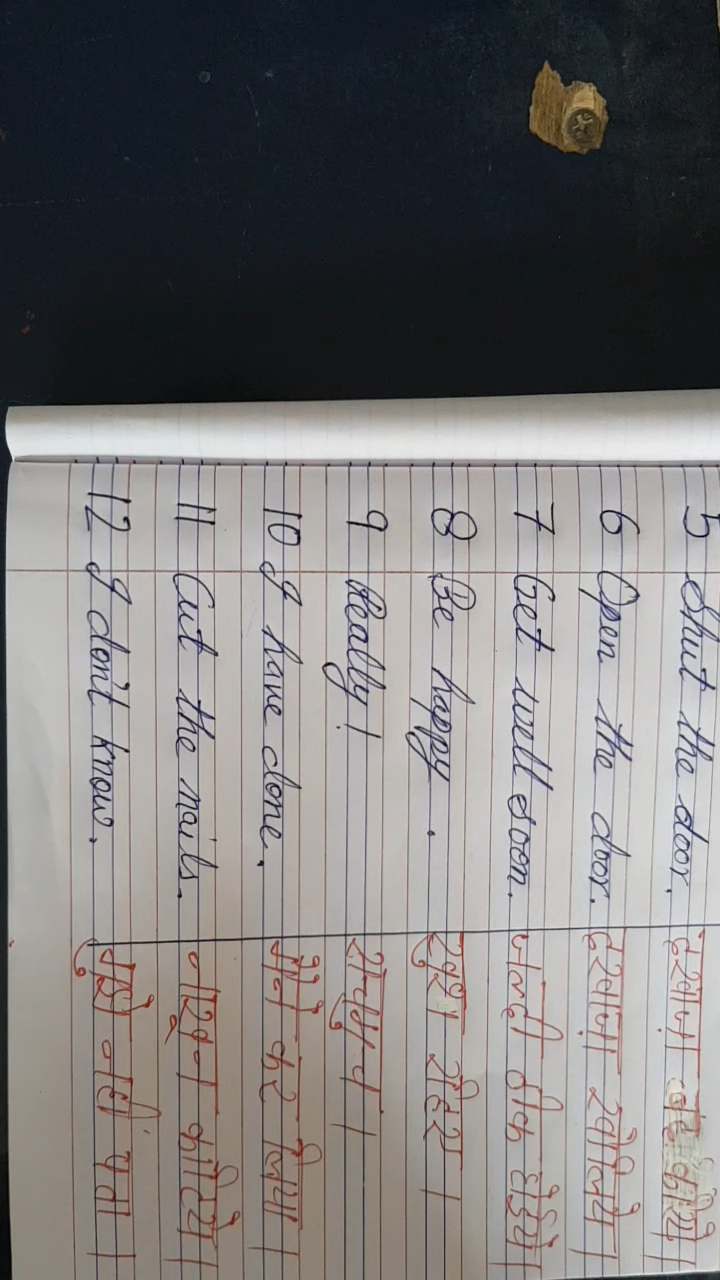 5 Shut the door. दरवाजा बंद करिये।
6 Open the door. दरवाजा खोलिये।
7 Get well soon. जल्दी ठीक होइये।
8 Be happy. खुश रहिए।
9 Really! सचमुच।
10 I have done. मैंने कर लिया।
11 Cut the nails. नाखून काटिये।
12 I don't know. मुझे नहीं पता।